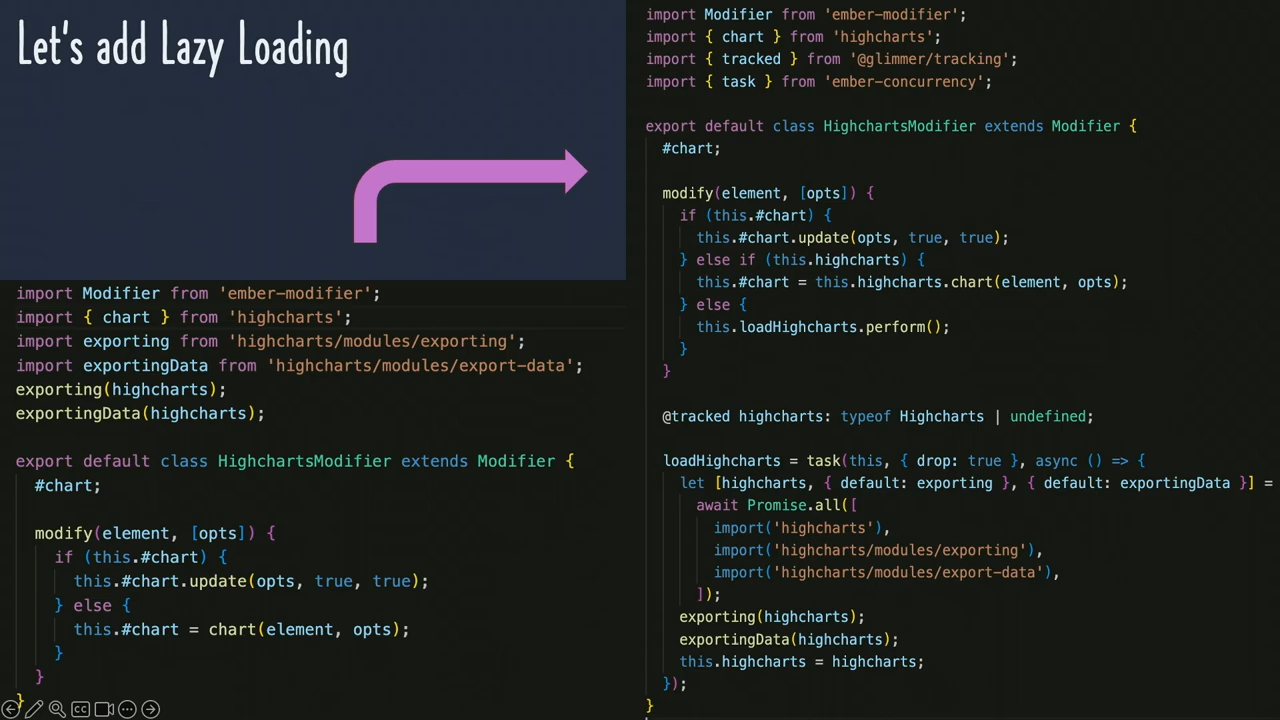 Let's add Lazy Loading
import Modifier from 'ember-modifier';
import { chart } from 'highcharts';
import exporting from 'highcharts/modules/exporting';
import exportingData from 'highcharts/modules/export-data';
exporting(highcharts);
exportingData(highcharts);
export default class HighchartsModifier extends Modifier {
#chart;
modify(element, [opts]) {
if (this.#chart) {
this.#chart.update(opts, true, true);
} else {
this.#chart = chart(element, opts);
}
}
}
CC
import Modifier from 'ember-modifier';
import { chart } from 'highcharts';
import { tracked } from '@glimmer/tracking';
import { task } from 'ember-concurrency';
export default class HighchartsModifier extends Modifier {
#chart;
modify(element, [opts]) {
if (this.#chart) {
this.#chart.update(opts, true, true);
} else if (this.highcharts) {
this.#chart = this.highcharts.chart(element, opts);
} else {
this.loadHighcharts.perform();
}
}
@tracked highcharts: typeof Highcharts | undefined;
loadHighcharts = task(this, { drop: true }, async () => {
let [highcharts, { default: exporting }, { default: exportingData }] =
await Promise.all([
import('highcharts'),
import('highcharts/modules/exporting'),
import('highcharts/modules/export-data'),
]);
exporting(highcharts);
exportingData(highcharts);
this.highcharts = highcharts;
});
}